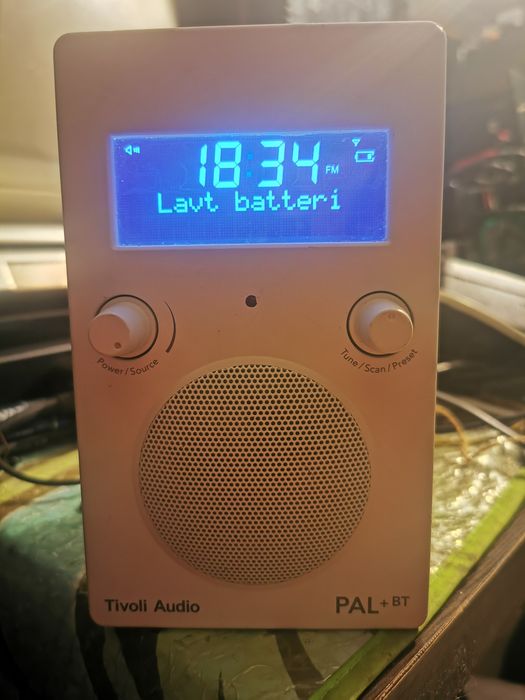 18:34 FM
Lavt batteri
Power/Source
Tune/Scan/Preset
Tivoli Audio
PAL+BT